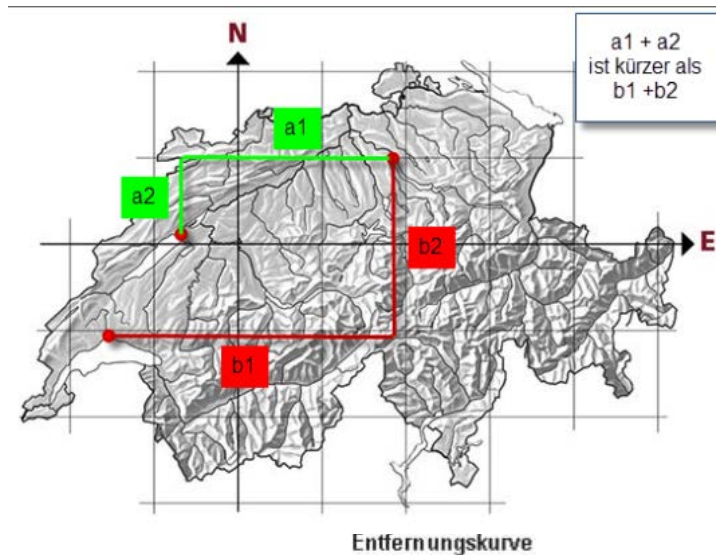 N
a1 + a2
ist kürzer als
b1 +b2
a1
a2
b2
E
b1
Entfernungskurve